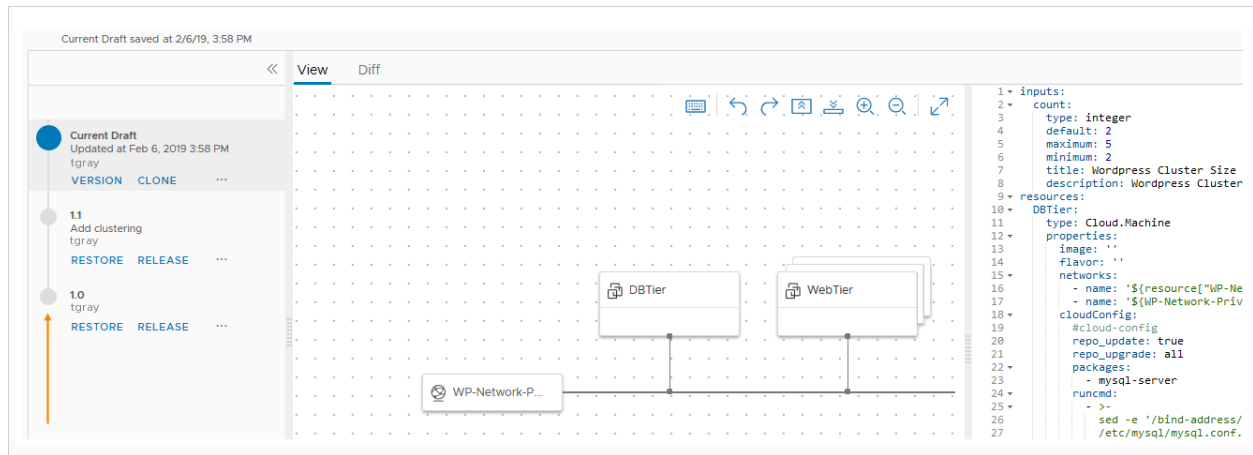 Current Draft saved at 2/6/19, 3:58 PM
View Diff
Current Draft
Updated at Feb 6, 2019 3:58 PM
tgray
VERSION CLONE ...
1.1
Add clustering
tgray
RESTORE RELEASE ...
1.0
tgray
RESTORE RELEASE ...
DBTier
WebTier
WP-Network-P...
1 inputs:
2 count:
3 type: integer
4 default: 2
5 maximum: 5
6 minimum: 2
7 title: Wordpress Cluster Size
8 description: Wordpress Cluster
9 resources:
10 DBTier:
11 type: Cloud.Machine
12 properties:
13 image: ''
14 flavor: ''
15 networks:
16 - name: '${resource["WP-Ne
17 - name: '${WP-Network-Priv
18 cloudConfig:
19 #cloud-config
20 repo_update: true
21 repo_upgrade: all
22 packages:
23 - mysql-server
24 runcmd:
25 - >-
26 sed -e '/bind-address/
27 /etc/mysql/mysql.conf.